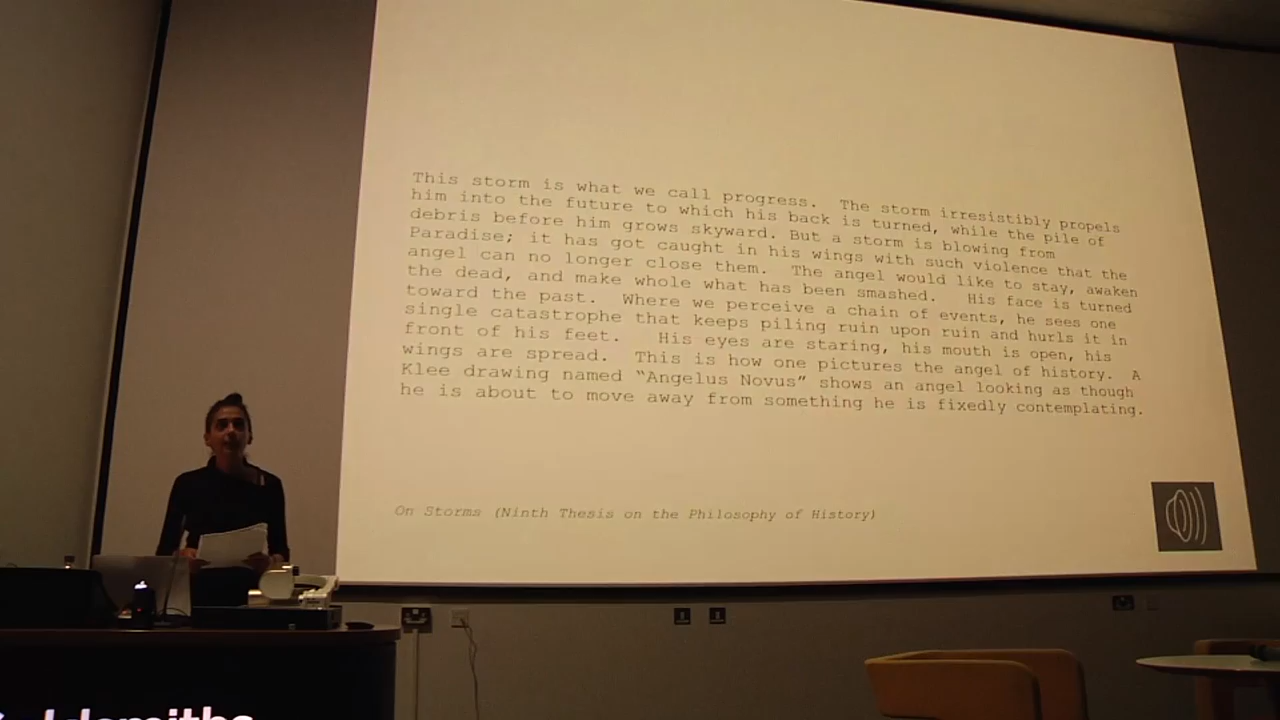 This storm is what we call progress. The storm irresistibly propels
him into the future to which his back is turned, while the pile of
debris before him grows skyward. But a storm is blowing from
Paradise; it has got caught in his wings with such violence that the
angel can no longer close them. The angel would like to stay, awaken
the dead, and make whole what has been smashed. His face is turned
toward the past. Where we perceive a chain of events, he sees one
single catastrophe that keeps piling ruin upon ruin and hurls it in
front of his feet. His eyes are staring, his mouth is open, his
wings are spread. This is how one pictures the angel of history. A
Klee drawing named “Angelus Novus” shows an angel looking as though
he is about to move away from something he is fixedly contemplating.
On Storms (Ninth Thesis on the Philosophy of History)